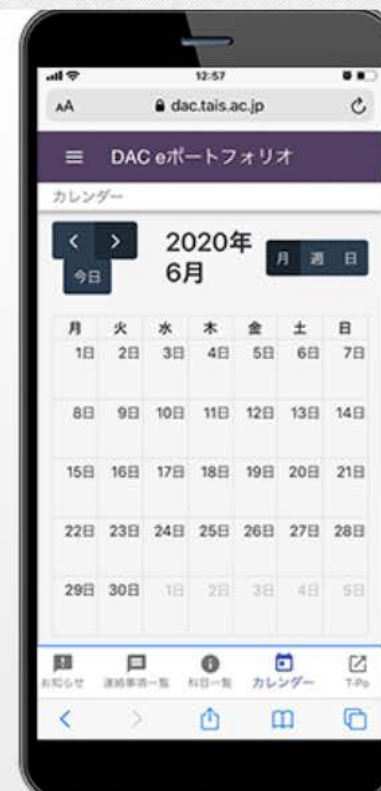 12:57
AA dac.tais.ac.jp
DAC eポートフォリオ
カレンダー
2020年
6月
今日
月 週 日
月 火 水 木 金 土 日
1日 2日 3日 4日 5日 6日 7日
8日 9日 10日 11日 12日 13日 14日
15日 16日 17日 18日 19日 20日 21日
22日 23日 24日 25日 26日 27日 28日
29日 30日 1日 2日 3日 4日 5日
お知らせ 連絡事項一覧 科目一覧 カレンダー T-Po